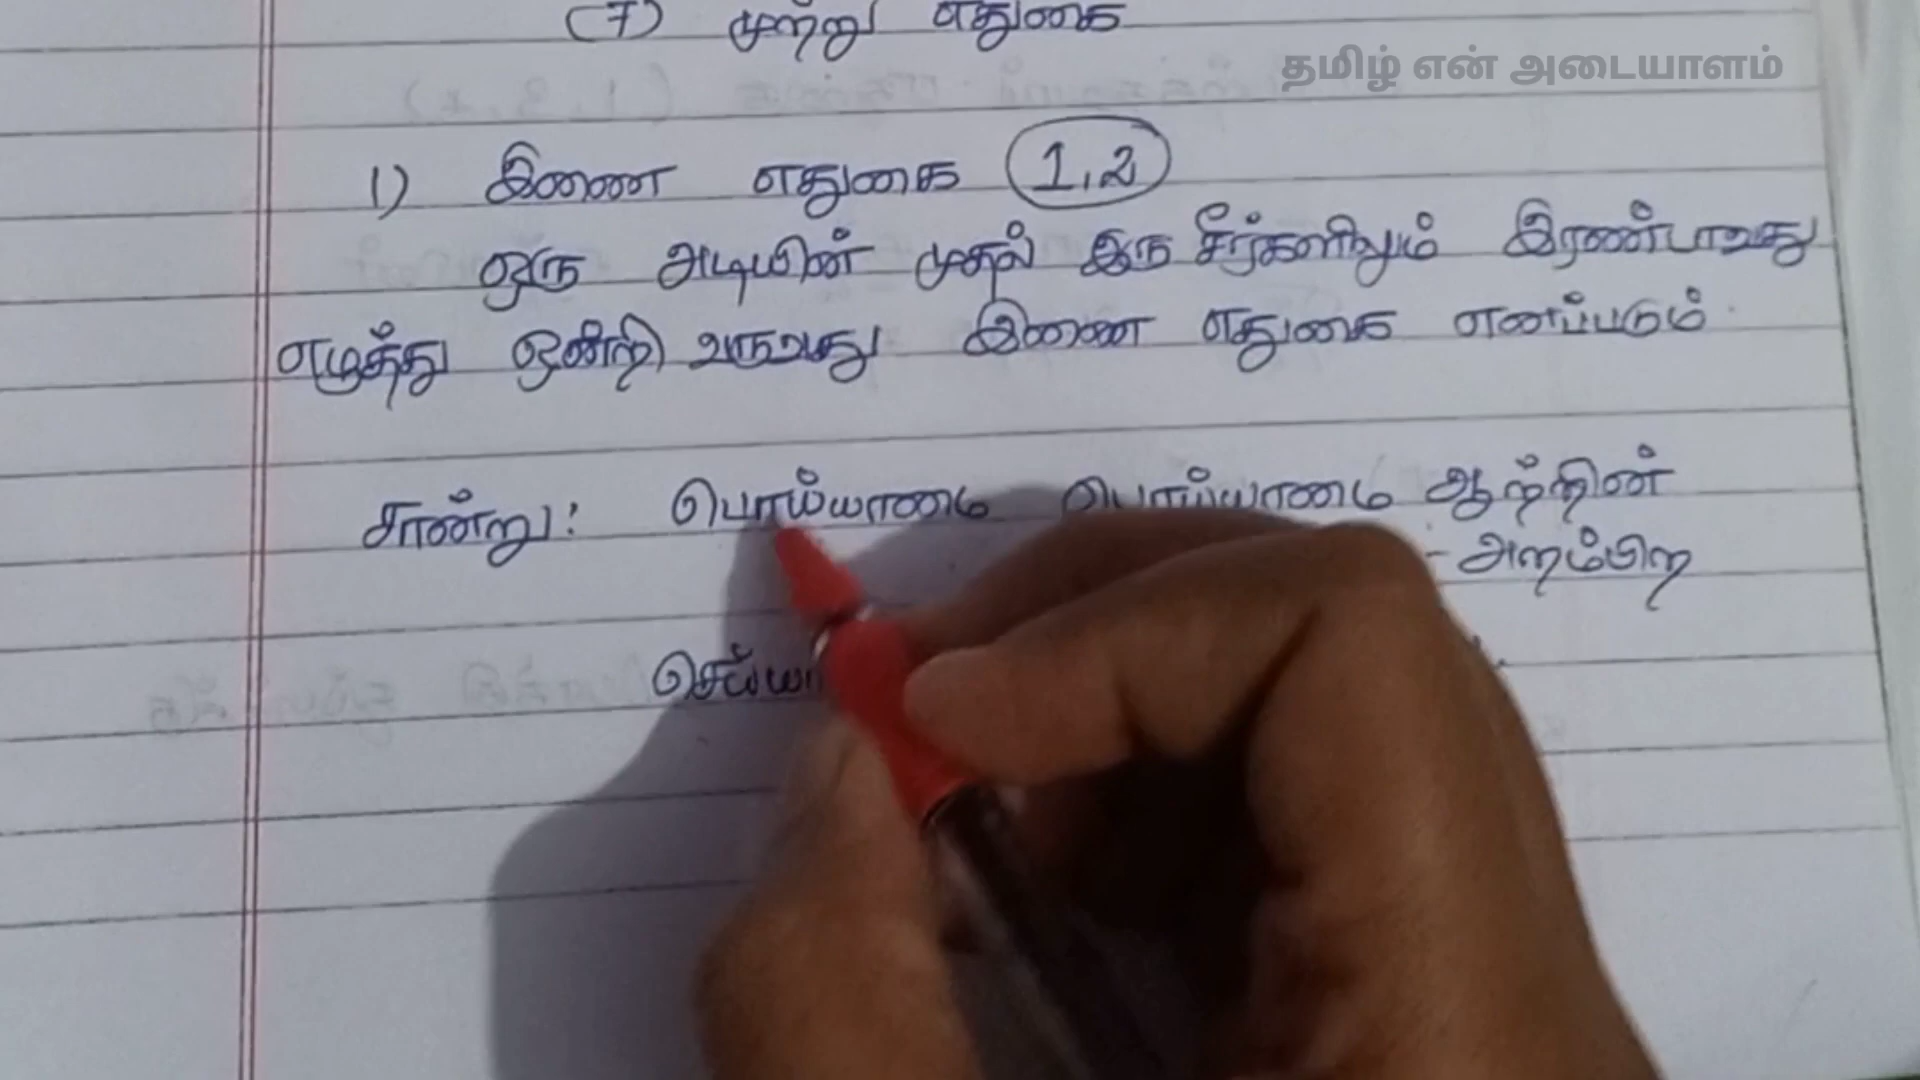 (7) முற்று எதுகை
தமிழ் என் அடையாளம்
1) இணை எதுகை (1,2)
ஒரு அடியின் முதல் இரு சீர்களிலும் இரண்டாவது
எழுத்து ஒன்றி வருவது இணை எதுகை எனப்படும்.
சான்று: பொய்யாமை பொய்யாமை ஆற்றின்
- அறம்பிற